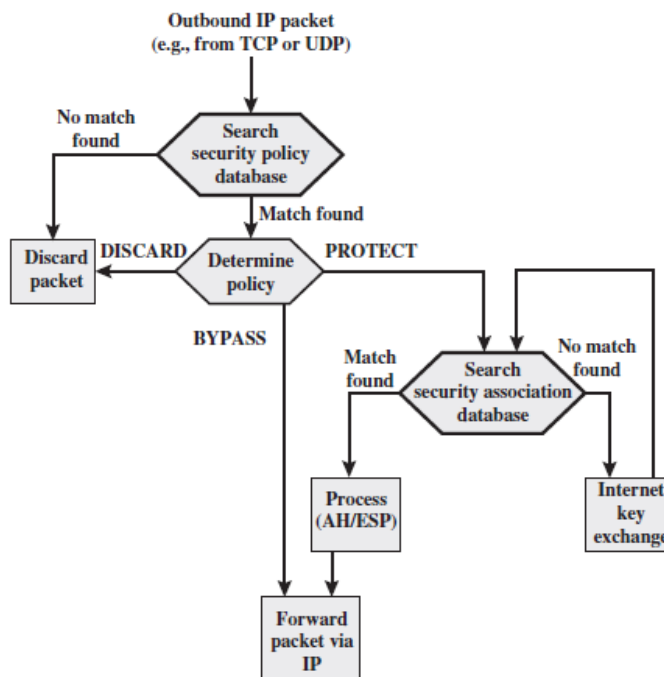 Outbound IP packet
(e.g., from TCP or UDP)
No match
found
Search
security policy
database
Match found
Discard
packet
DISCARD
Determine
policy
PROTECT
BYPASS
Match
found
Search
security association
database
No match
found
Process
(AH/ESP)
Internet
key
exchange
Forward
packet via
IP